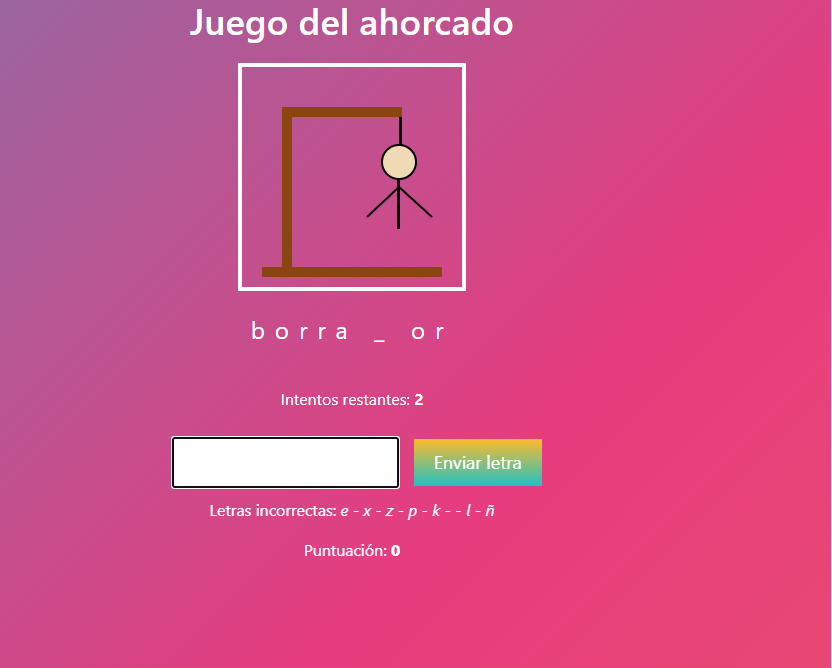 Juego del ahorcado
b o r r a _ o r
Intentos restantes: 2
Enviar letra
Letras incorrectas: e - x - z - p - k - - l - ñ
Puntuación: 0